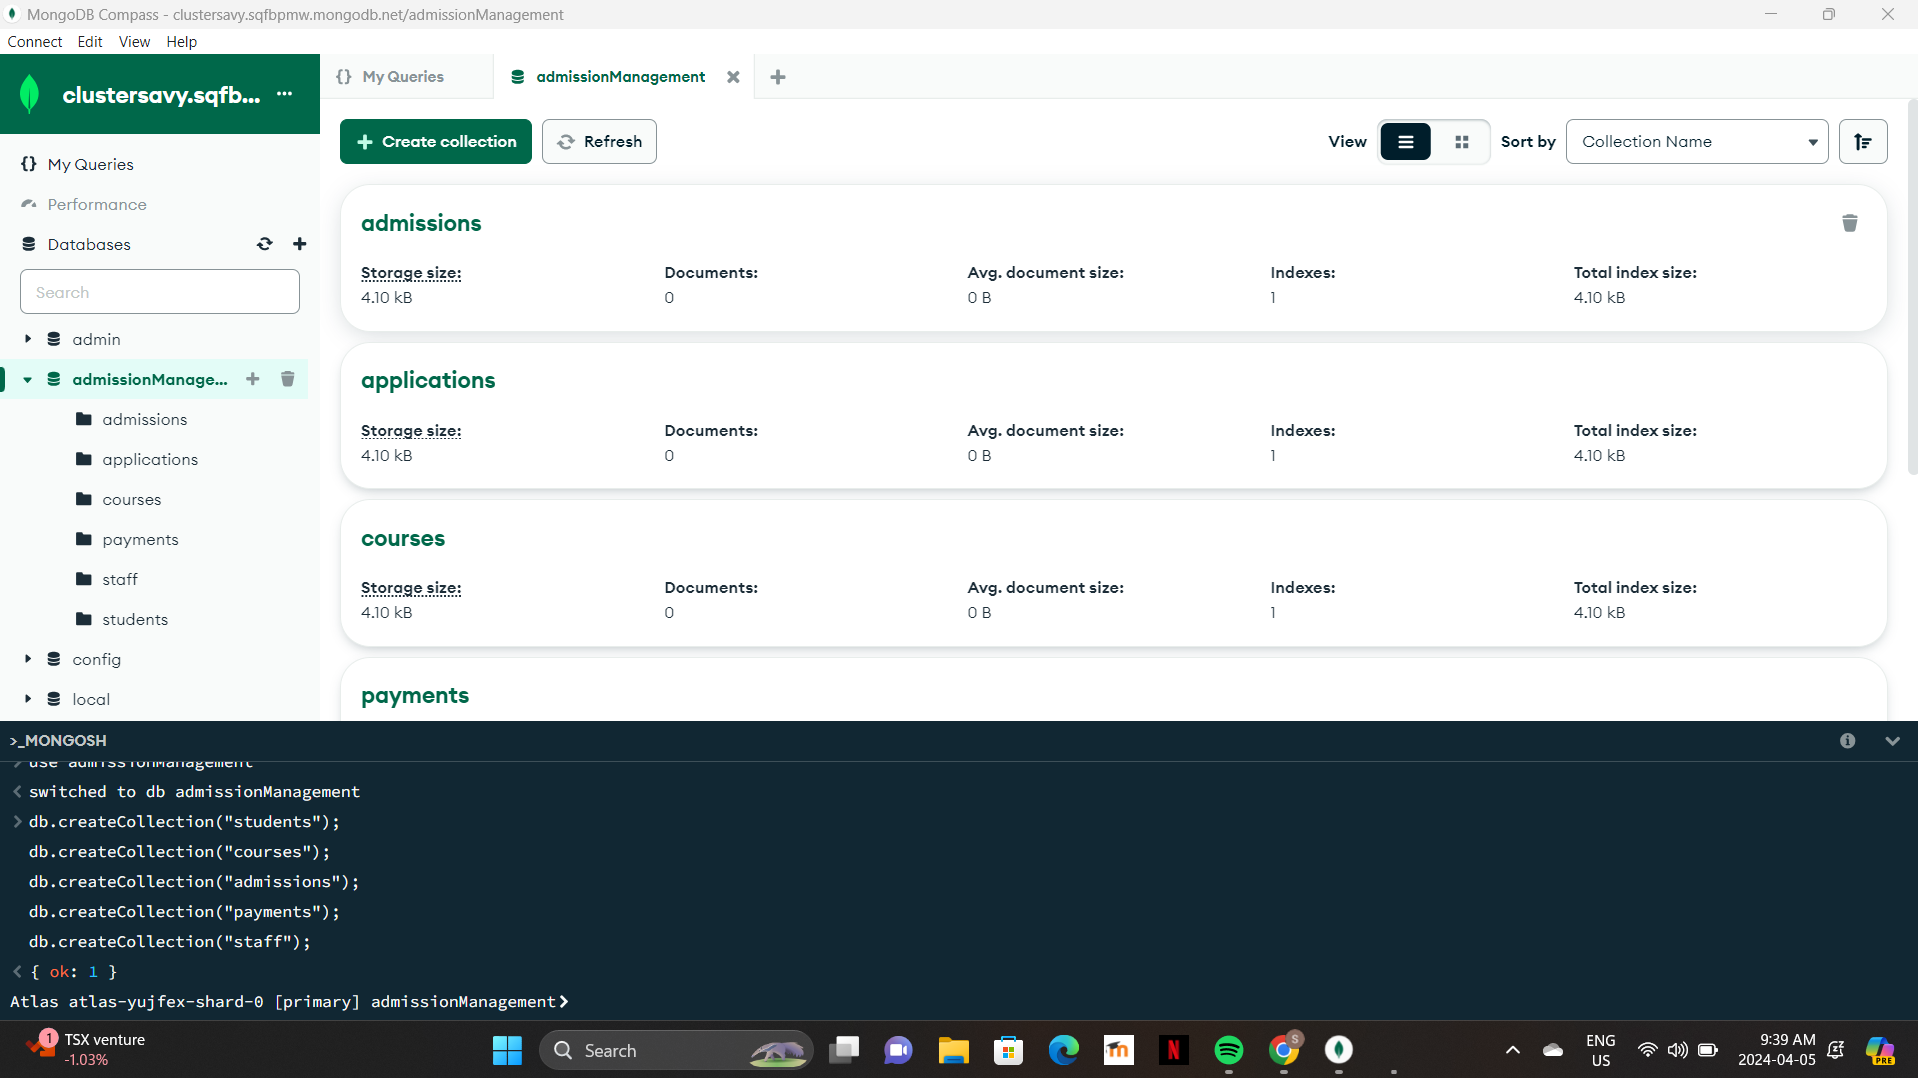 MongoDB Compass - clustersavy.sqfbpmw.mongodb.net/admissionManagement
Connect Edit View Help
clustersavy.sqfb... ···
{} My Queries
admissionManagement
My Queries
Performance
Databases
Search
admin
admissionManage...
admissions
applications
courses
payments
staff
students
config
local
Create collection
Refresh
View
Sort by
Collection Name
admissions
Storage size: Documents: Avg. document size: Indexes: Total index size:
4.10 kB 0 0 B 1 4.10 kB
applications
Storage size: Documents: Avg. document size: Indexes: Total index size:
4.10 kB 0 0 B 1 4.10 kB
courses
Storage size: Documents: Avg. document size: Indexes: Total index size:
4.10 kB 0 0 B 1 4.10 kB
payments
>_MONGOSH
> use admissionManagement
< switched to db admissionManagement
> db.createCollection("students");
db.createCollection("courses");
db.createCollection("admissions");
db.createCollection("payments");
db.createCollection("staff");
< { ok: 1 }
Atlas atlas-yujfex-shard-0 [primary] admissionManagement>
1
TSX venture
-1.03%
Search
m
N
S
ENG
US
9:39 AM
2024-04-05
PRE